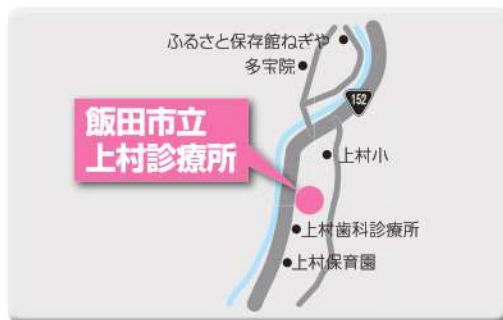 ふるさと保存館ねぎや
多宝院
152
飯田市立
上村診療所
上村小
上村歯科診療所
上村保育園